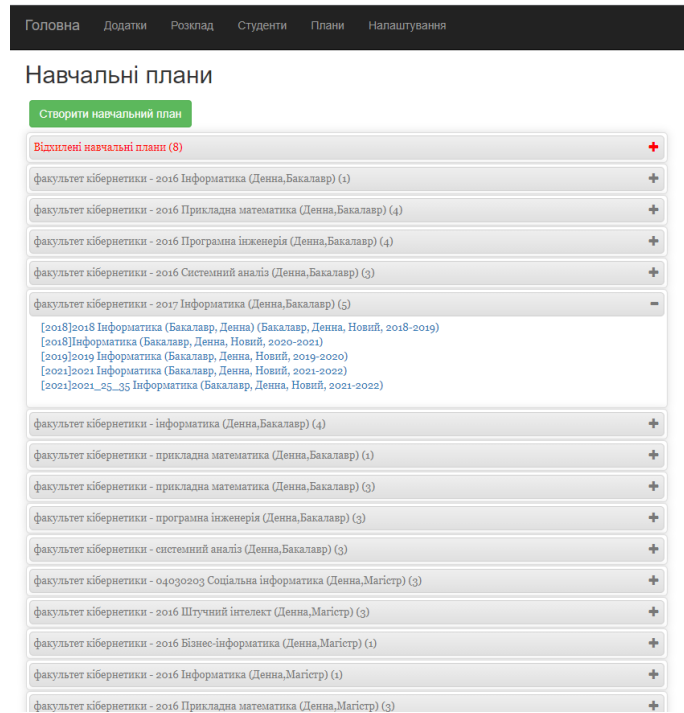 Головна Додатки Розклад Студенти Плани Налаштування
Навчальні плани
Створити навчальний план
Відхилені навчальні плани (8)
факультет кібернетики - 2016 Інформатика (Денна,Бакалавр) (1)
факультет кібернетики - 2016 Прикладна математика (Денна,Бакалавр) (4)
факультет кібернетики - 2016 Програмна інженерія (Денна,Бакалавр) (4)
факультет кібернетики - 2016 Системний аналіз (Денна,Бакалавр) (3)
факультет кібернетики - 2017 Інформатика (Денна,Бакалавр) (5)
[2018]2018 Інформатика (Бакалавр, Денна) (Бакалавр, Денна, Новий, 2018-2019)
[2018]Інформатика (Бакалавр, Денна, Новий, 2020-2021)
[2019]2019 Інформатика (Бакалавр, Денна, Новий, 2019-2020)
[2021]2021 Інформатика (Бакалавр, Денна, Новий, 2021-2022)
[2021]2021_25_35 Інформатика (Бакалавр, Денна, Новий, 2021-2022)
факультет кібернетики - інформатика (Денна,Бакалавр) (4)
факультет кібернетики - прикладна математика (Денна,Бакалавр) (1)
факультет кібернетики - прикладна математика (Денна,Бакалавр) (3)
факультет кібернетики - програмна інженерія (Денна,Бакалавр) (3)
факультет кібернетики - системний аналіз (Денна,Бакалавр) (3)
факультет кібернетики - 04030203 Соціальна інформатика (Денна,Магістр) (3)
факультет кібернетики - 2016 Штучний інтелект (Денна,Магістр) (3)
факультет кібернетики - 2016 Бізнес-інформатика (Денна,Магістр) (1)
факультет кібернетики - 2016 Інформатика (Денна,Магістр) (1)
факультет кібернетики - 2016 Прикладна математика (Денна,Магістр) (3)